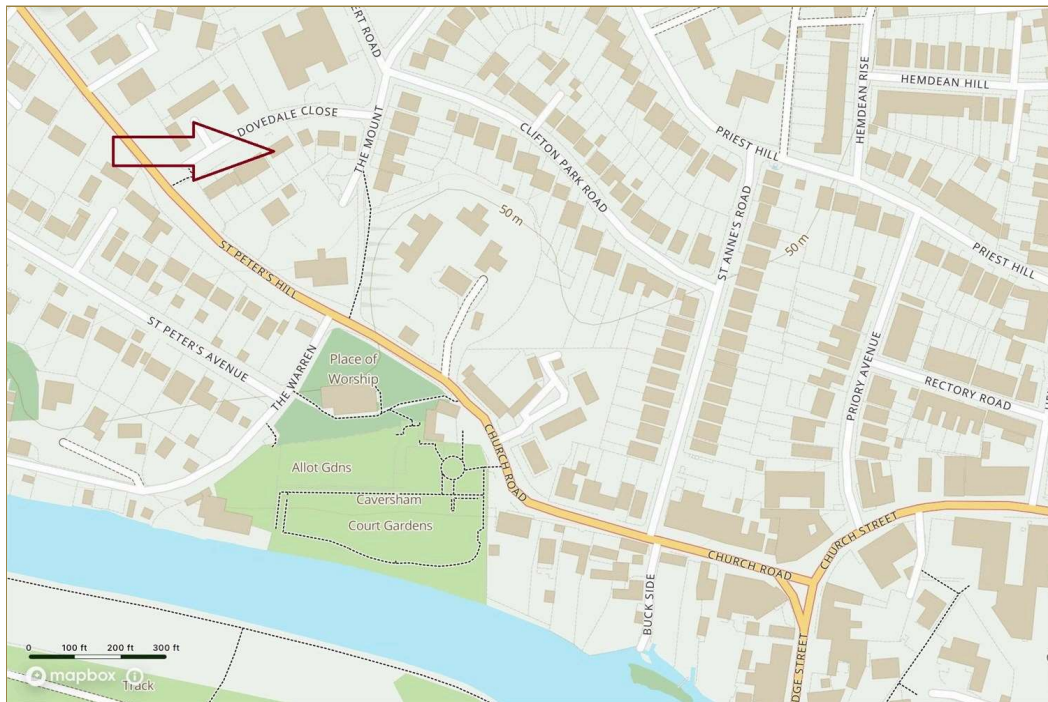 ERT ROAD
HEMDEAN RISE
HEMDEAN HILL
DOVEDALE CLOSE
THE MOUNT
CLIFTON PARK ROAD
PRIEST HILL
50 m
ST ANNE'S ROAD
50 m
PRIEST HILL
ST PETER'S HILL
ST PETER'S AVENUE
THE WARREN
Place of
Worship
PRIORY AVENUE
RECTORY ROAD
CHURCH ROAD
Allot Gdns
Caversham
Court Gardens
CHURCH STREET
CHURCH ROAD
BUCK SIDE
DGE STREET
0 100 ft 200 ft 300 ft
mapbox
Track